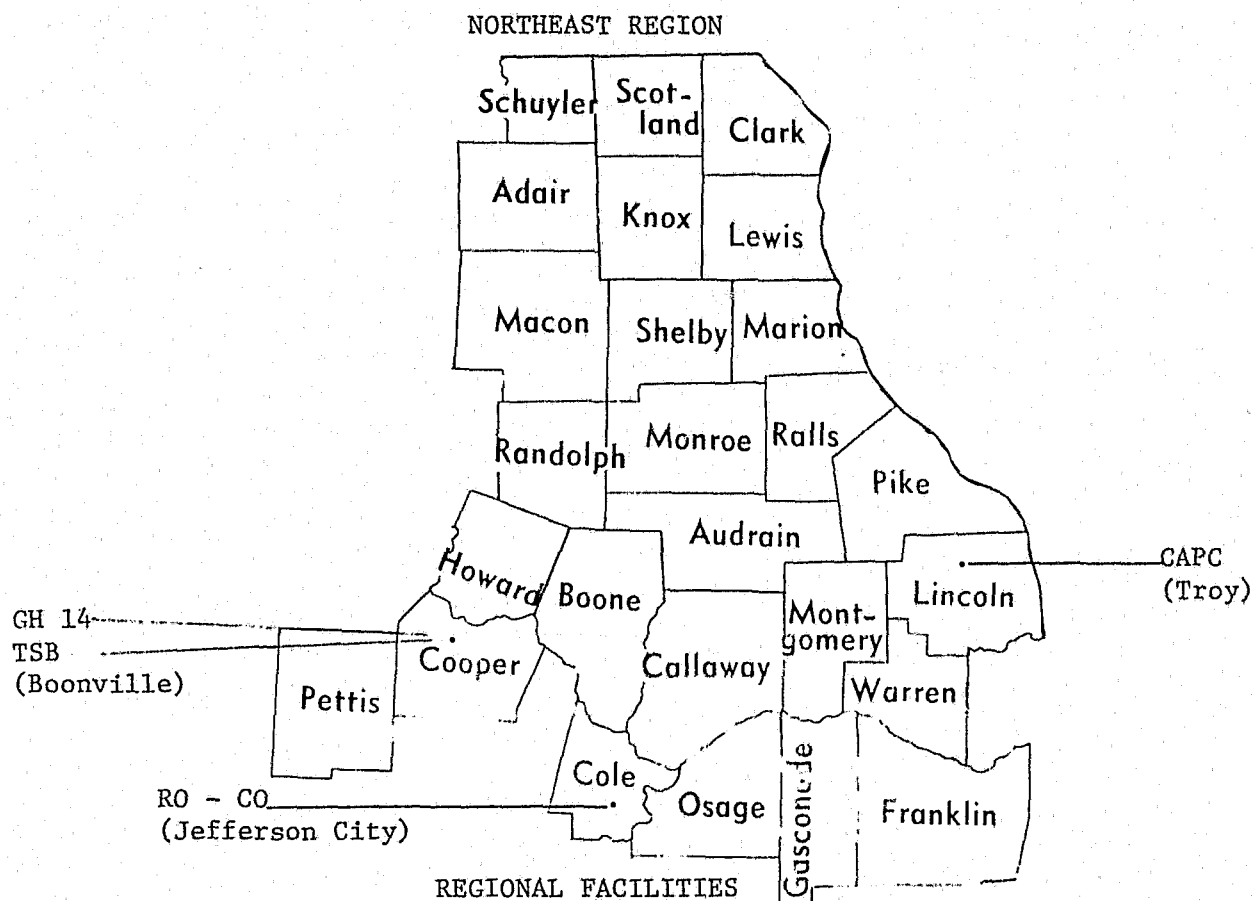 NORTHEAST REGION
Schuyler
Scot-
land
Clark
Adair
Knox
Lewis
Macon
Shelby
Marion
Randolph
Monroe
Ralls
Pike
Audrain
Howard
Boone
CAPC
(Troy)
Lincoln
Mont-
gomery
GH 14
TSB
(Boonville)
Cooper
Callaway
Pettis
Warren
Cole
RO - CO
(Jefferson City)
Osage
Gasconade
Franklin
REGIONAL FACILITIES